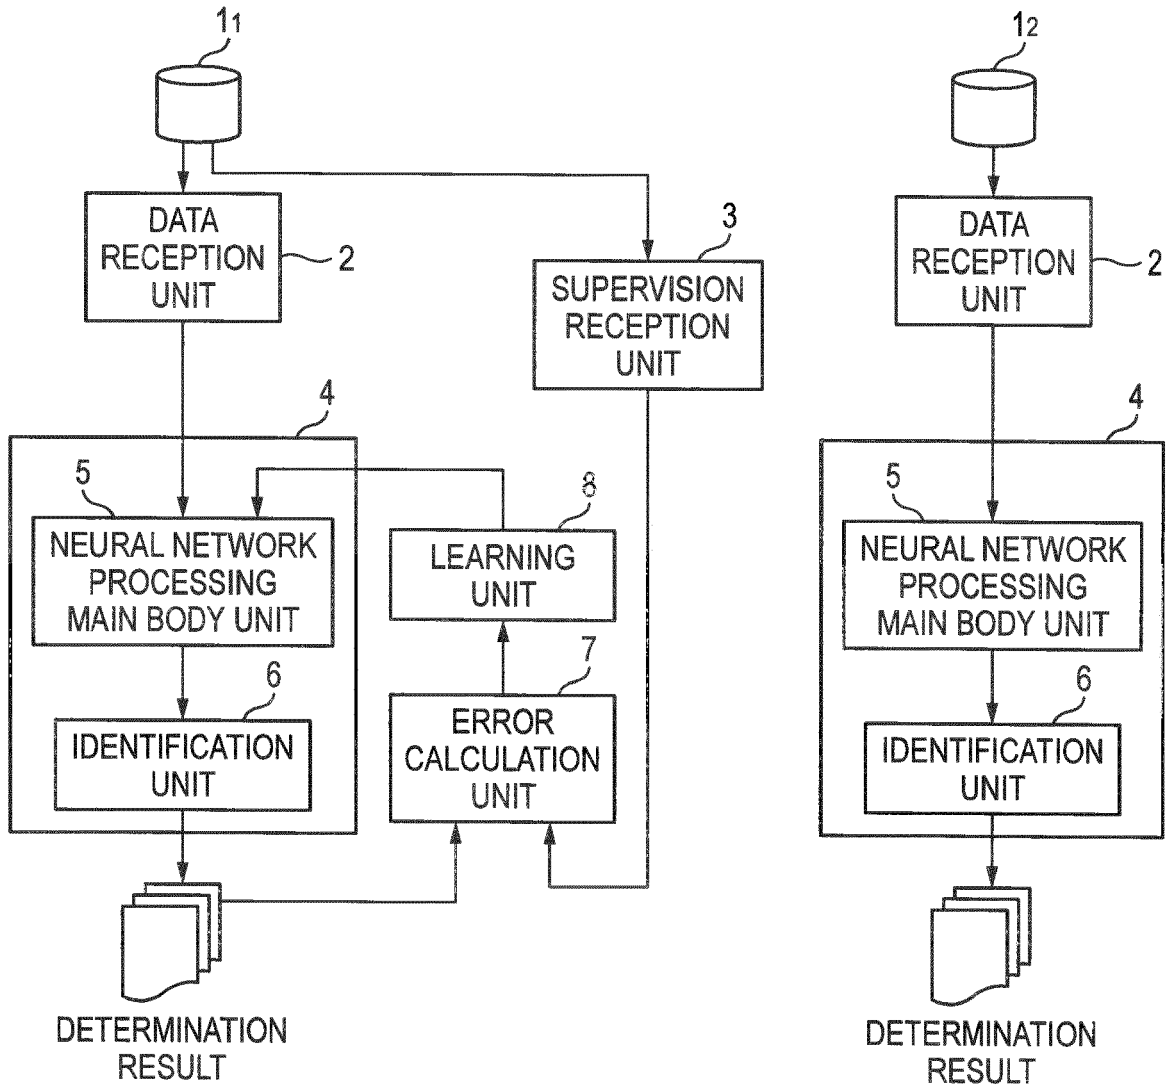 1₁
DATA
RECEPTION
UNIT
2
3
SUPERVISION
RECEPTION
UNIT
4
5
NEURAL NETWORK
PROCESSING
MAIN BODY UNIT
8
LEARNING
UNIT
6
IDENTIFICATION
UNIT
7
ERROR
CALCULATION
UNIT
DETERMINATION
RESULT
1₂
DATA
RECEPTION
UNIT
2
4
5
NEURAL NETWORK
PROCESSING
MAIN BODY UNIT
6
IDENTIFICATION
UNIT
DETERMINATION
RESULT